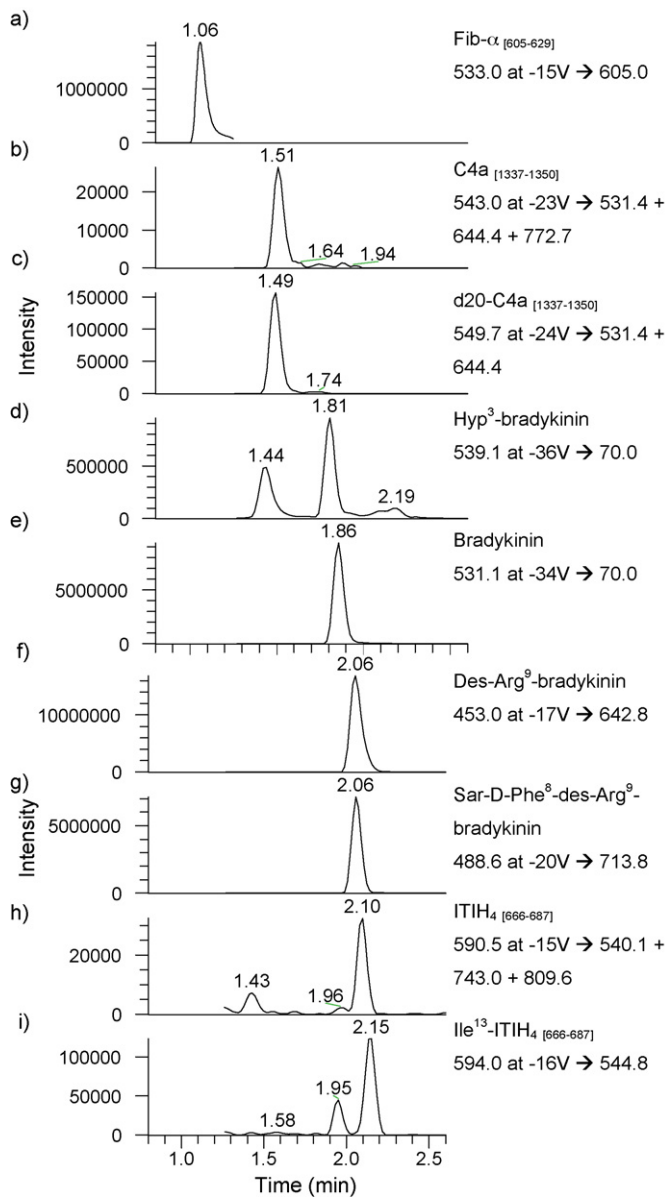 a)
1.06
Fib-α [605-629]
533.0 at -15V → 605.0
1000000
0
b)
1.51
C4a [1337-1350]
543.0 at -23V → 531.4 +
644.4 + 772.7
20000
10000
0
1.64
1.94
c)
1.49
d20-C4a [1337-1350]
549.7 at -24V → 531.4 +
644.4
150000
100000
50000
0
1.74
Intensity
d)
1.81
Hyp³-bradykinin
539.1 at -36V → 70.0
1.44
500000
2.19
0
e)
1.86
Bradykinin
531.1 at -34V → 70.0
5000000
0
f)
2.06
Des-Arg⁹-bradykinin
453.0 at -17V → 642.8
10000000
0
g)
2.06
Sar-D-Phe⁸-des-Arg⁹-
bradykinin
488.6 at -20V → 713.8
5000000
0
Intensity
h)
2.10
ITIH₄ [666-687]
590.5 at -15V → 540.1 +
743.0 + 809.6
20000
1.43
1.96
0
i)
2.15
Ile¹³-ITIH₄ [666-687]
594.0 at -16V → 544.8
100000
50000
0
1.95
1.58
1.0 1.5 2.0 2.5
Time (min)